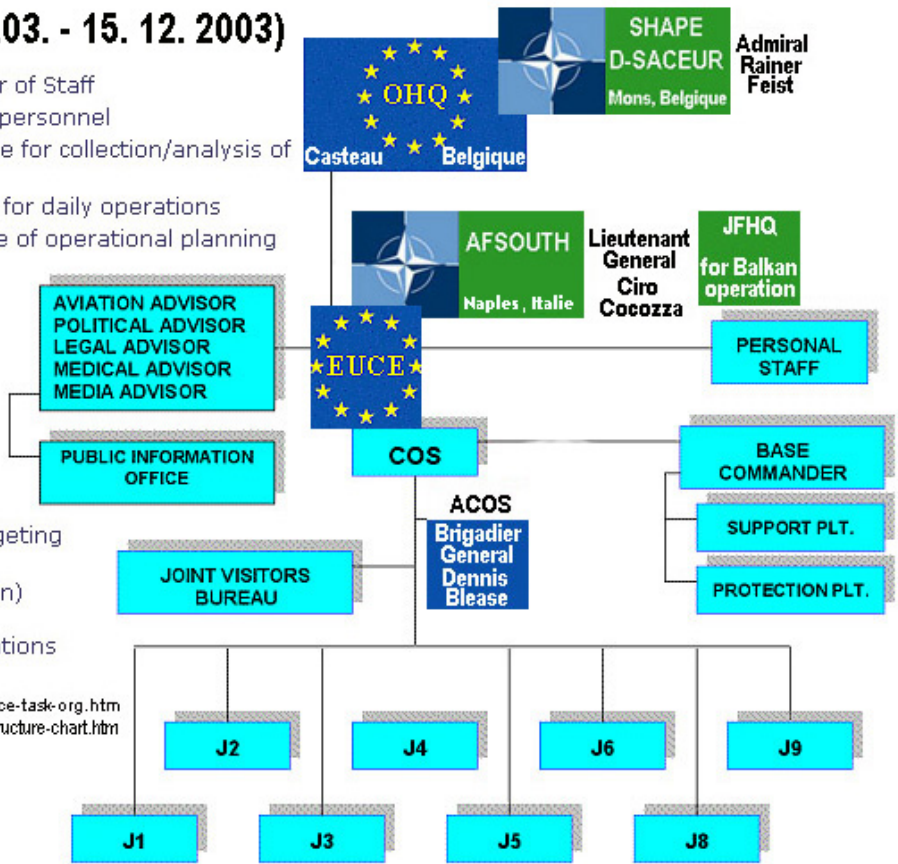 03. - 15. 12. 2003)
r of Staff
personnel
e for collection/analysis of
for daily operations
e of operational planning
OHQ
Casteau Belgique
SHAPE
D-SACEUR
Mons, Belgique
Admiral
Rainer
Feist
AFSOUTH
Naples, Italie
Lieutenant
General
Ciro
Cocozza
JFHQ
for Balkan
operation
AVIATION ADVISOR
POLITICAL ADVISOR
LEGAL ADVISOR
MEDICAL ADVISOR
MEDIA ADVISOR
EUCE
PERSONAL
STAFF
PUBLIC INFORMATION
OFFICE
COS
BASE
COMMANDER
ACOS
Brigadier
General
Dennis
Blease
SUPPORT PLT.
PROTECTION PLT.
geting
JOINT VISITORS
BUREAU
n)
tions
ce-task-org.htm
ructure-chart.htm
J2
J4
J6
J9
J1
J3
J5
J8